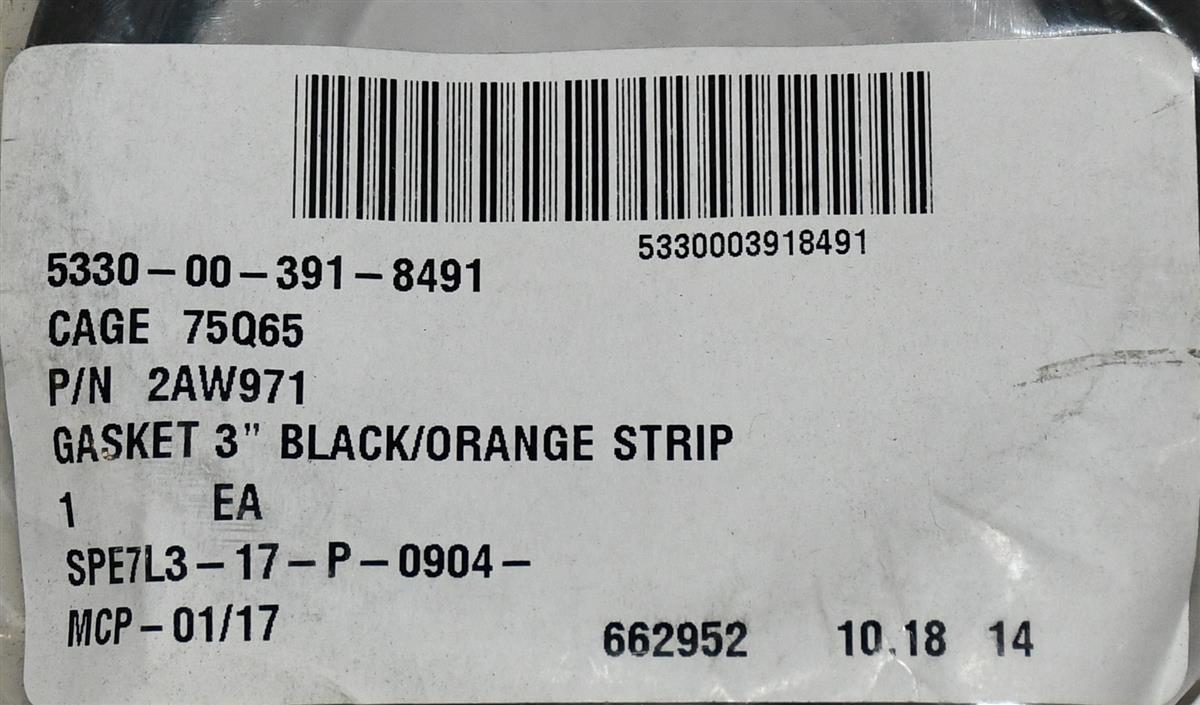 5330003918491
5330-00-391-8491
CAGE 75Q65
P/N 2AW971
GASKET 3" BLACK/ORANGE STRIP
1 EA
SPE7L3-17-P-0904-
MCP-01/17 662952 10.18 14